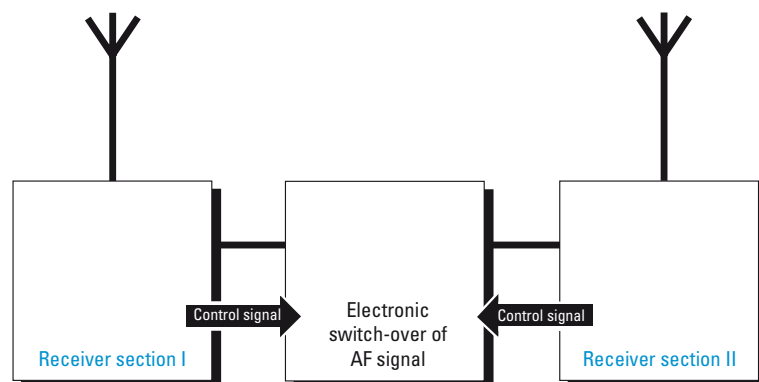 Control signal
Electronic
switch-over of
AF signal
Control signal
Receiver section I
Receiver section II